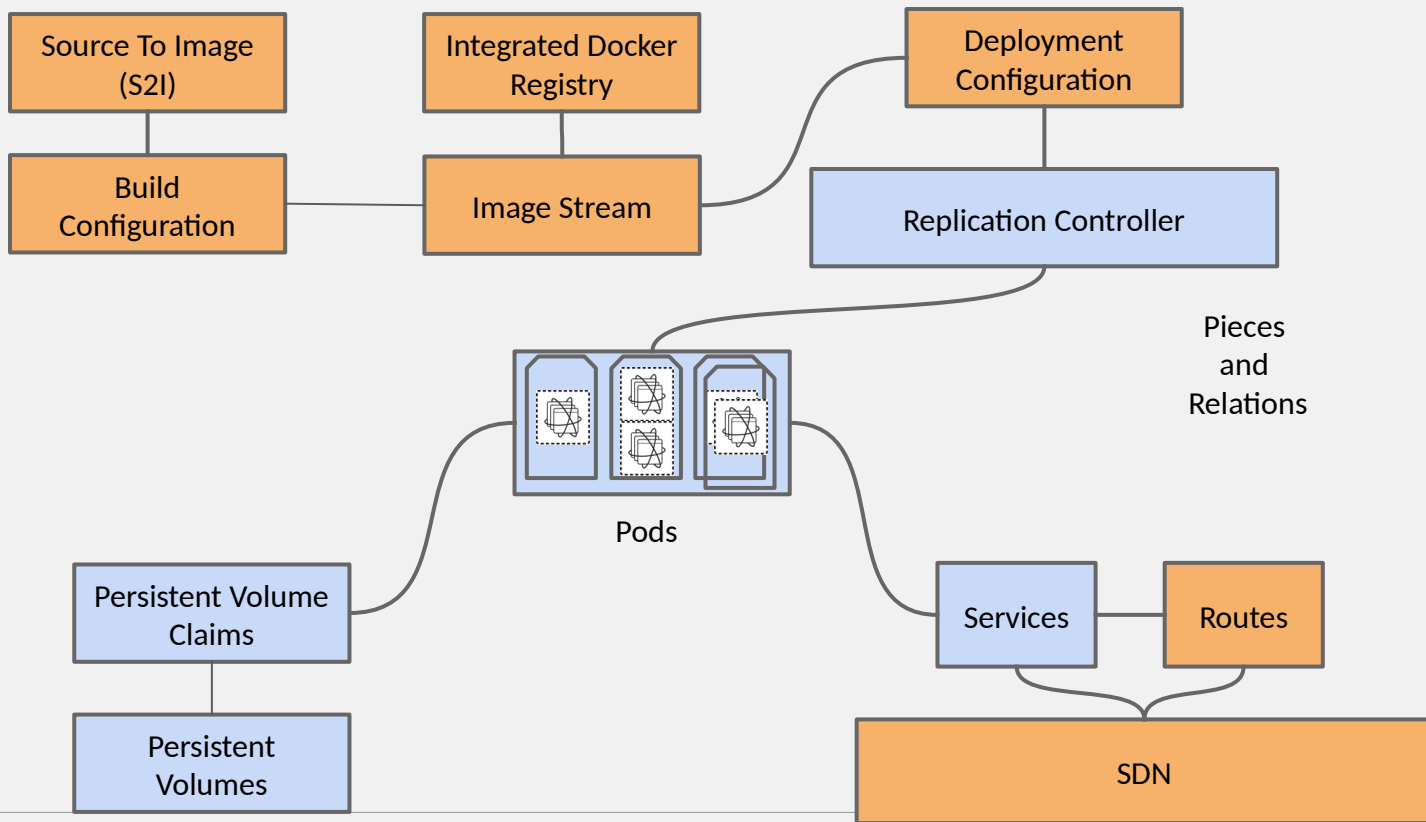 Source To Image
(S2I)
Integrated Docker
Registry
Deployment
Configuration
Build
Configuration
Image Stream
Replication Controller
Pieces
and
Relations
Pods
Persistent Volume
Claims
Services
Routes
Persistent
Volumes
SDN